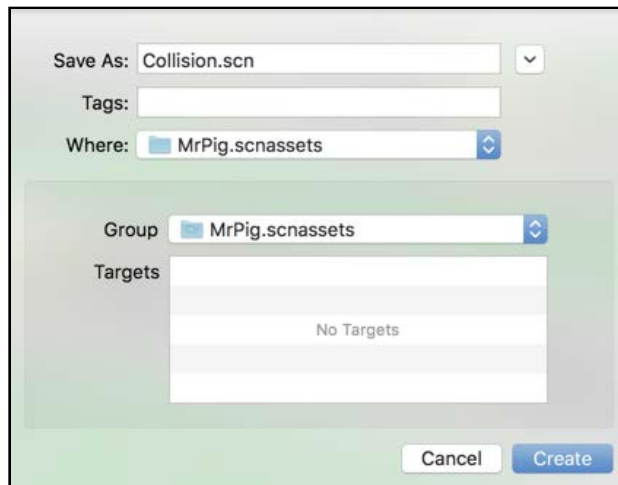 Save As: Collision.scn
Tags:
Where: MrPig.scnassets
Group MrPig.scnassets
Targets
No Targets
Cancel Create